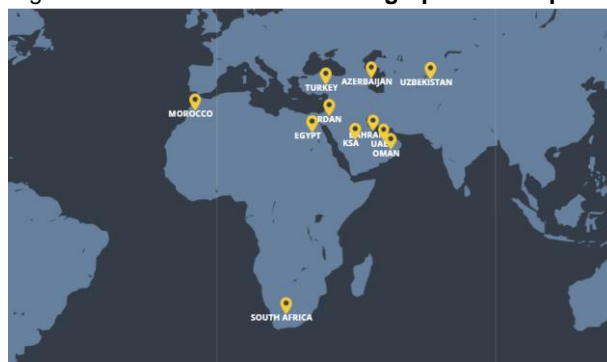 TURKEY
AZERBAIJAN
UZBEKISTAN
MOROCCO
RDAN
EGYPT
KSA
UAE
OMAN
SOUTH AFRICA